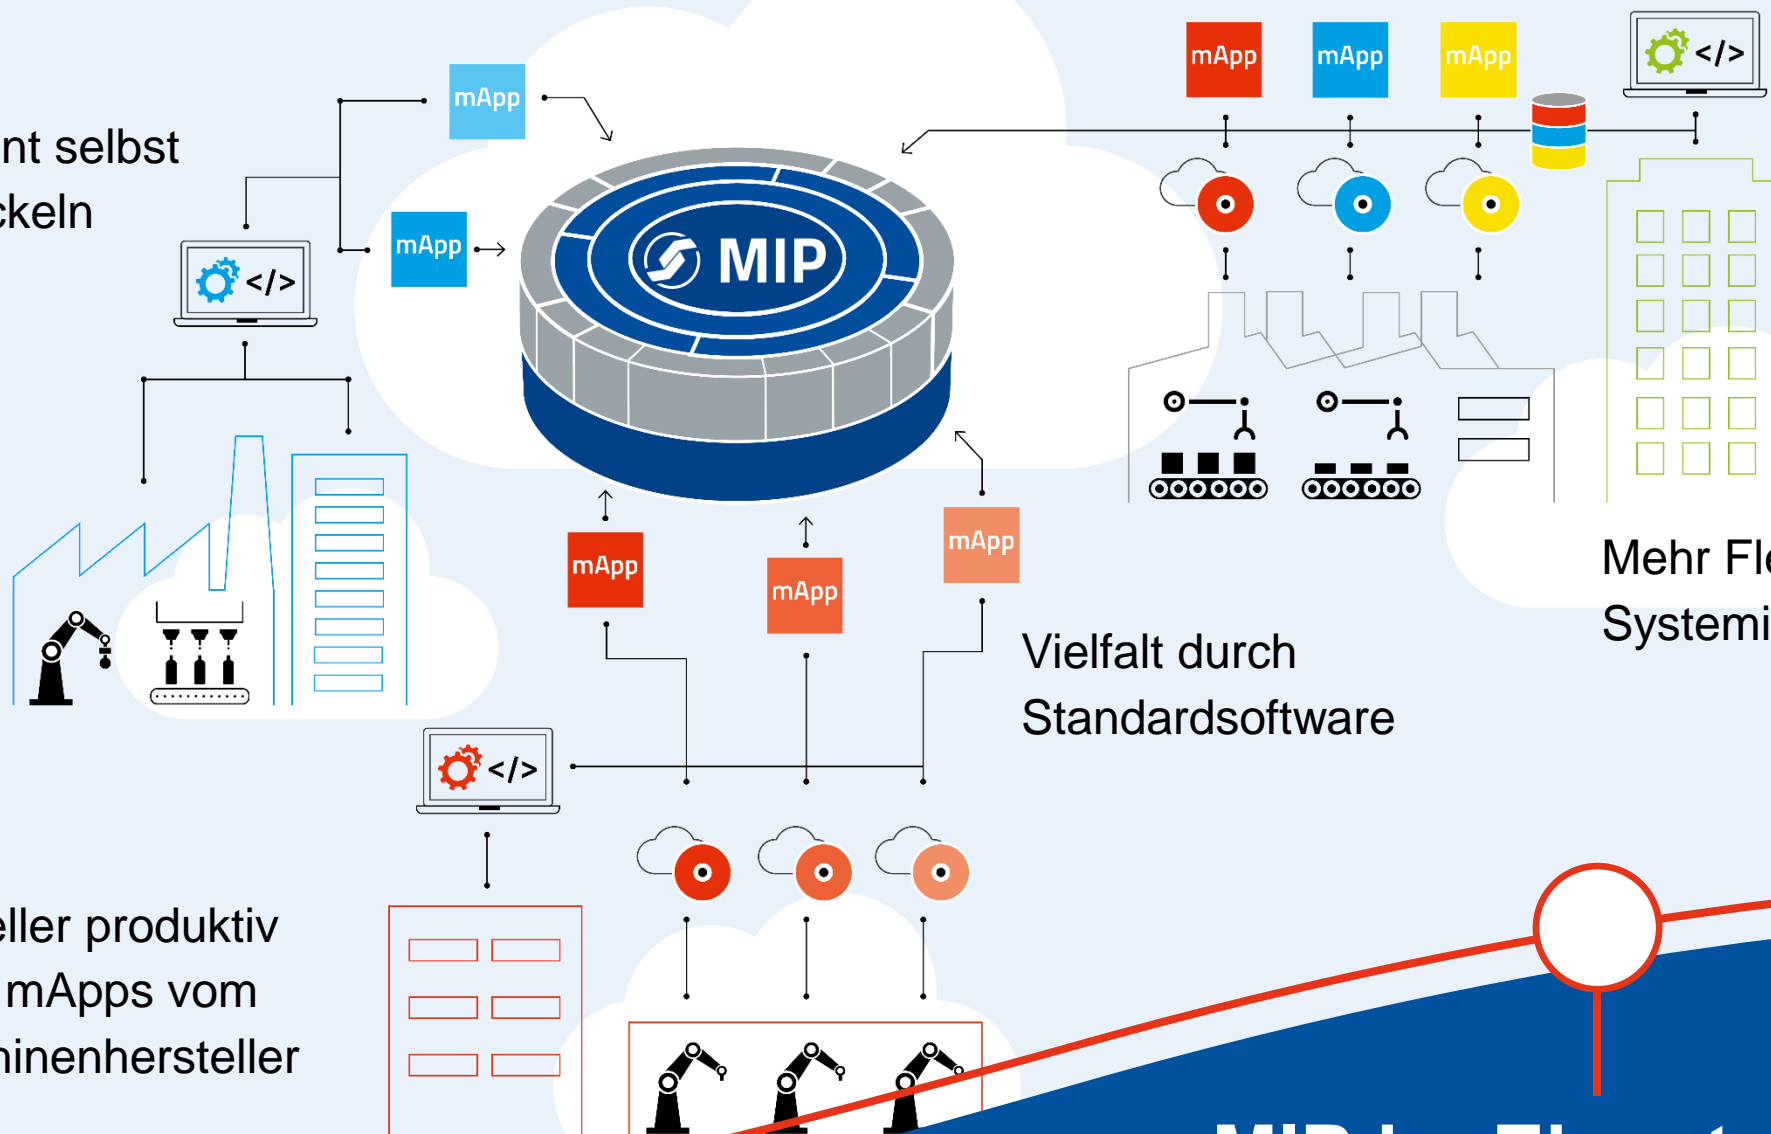 mApp mApp mApp
</>
mApp
nt selbst
ckeln
mApp
MIP
</>
mApp
mApp
mApp
Mehr Fle
Systemi
Vielfalt durch
Standardsoftware
</>
eller produktiv
mApps vom
hinenhersteller